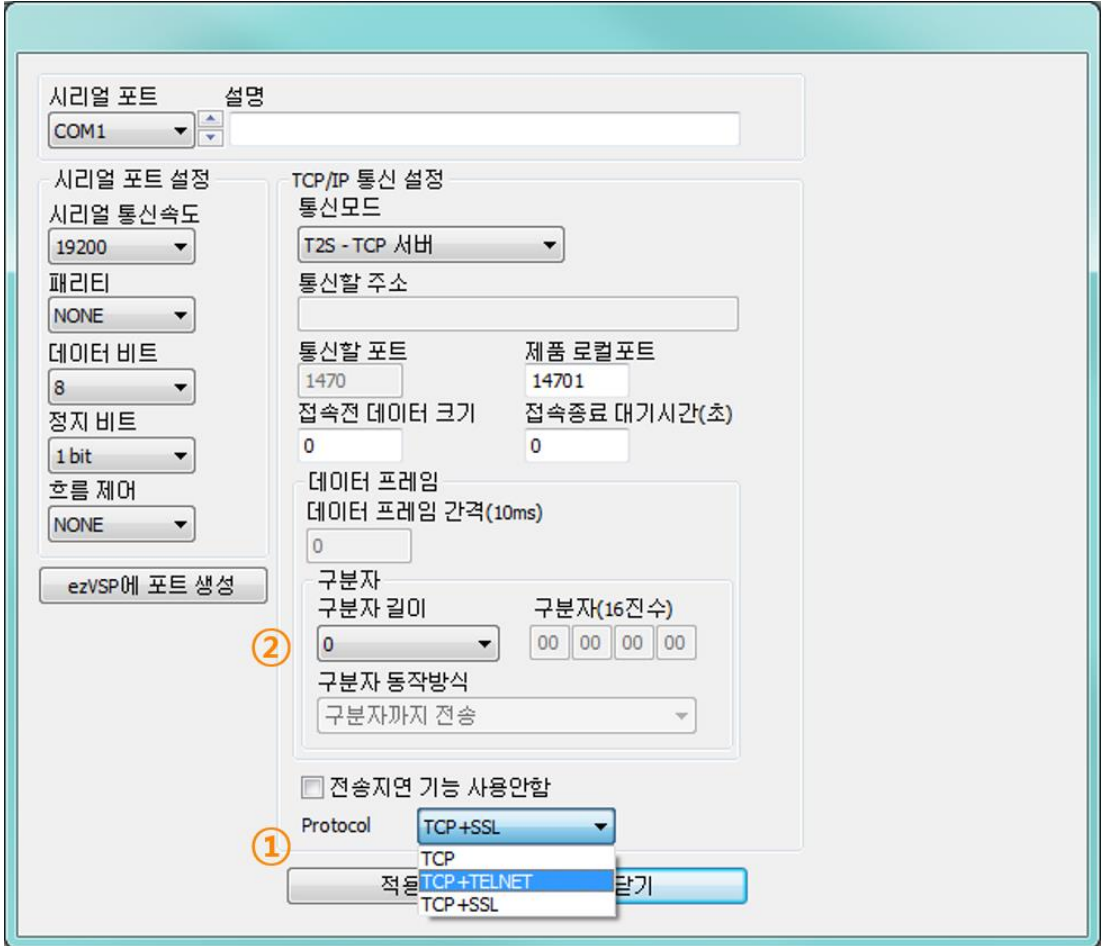 시리얼 포트 설명
COM1
시리얼 포트 설정
시리얼 통신속도
19200
패리티
NONE
데이터 비트
8
정지 비트
1 bit
흐름 제어
NONE
ezVSP에 포트 생성
TCP/IP 통신 설정
통신모드
T2S - TCP 서버
통신할 주소
통신할 포트 제품 로컬포트
1470 14701
접속전 데이터 크기 접속종료 대기시간(초)
0 0
데이터 프레임
데이터 프레임 간격(10ms)
0
구분자
구분자 길이 구분자(16진수)
② 0 00 00 00 00
구분자 동작방식
구분자까지 전송
전송지연 기능 사용안함
Protocol TCP+SSL
①
TCP
TCP+TELNET
TCP+SSL
적용 닫기